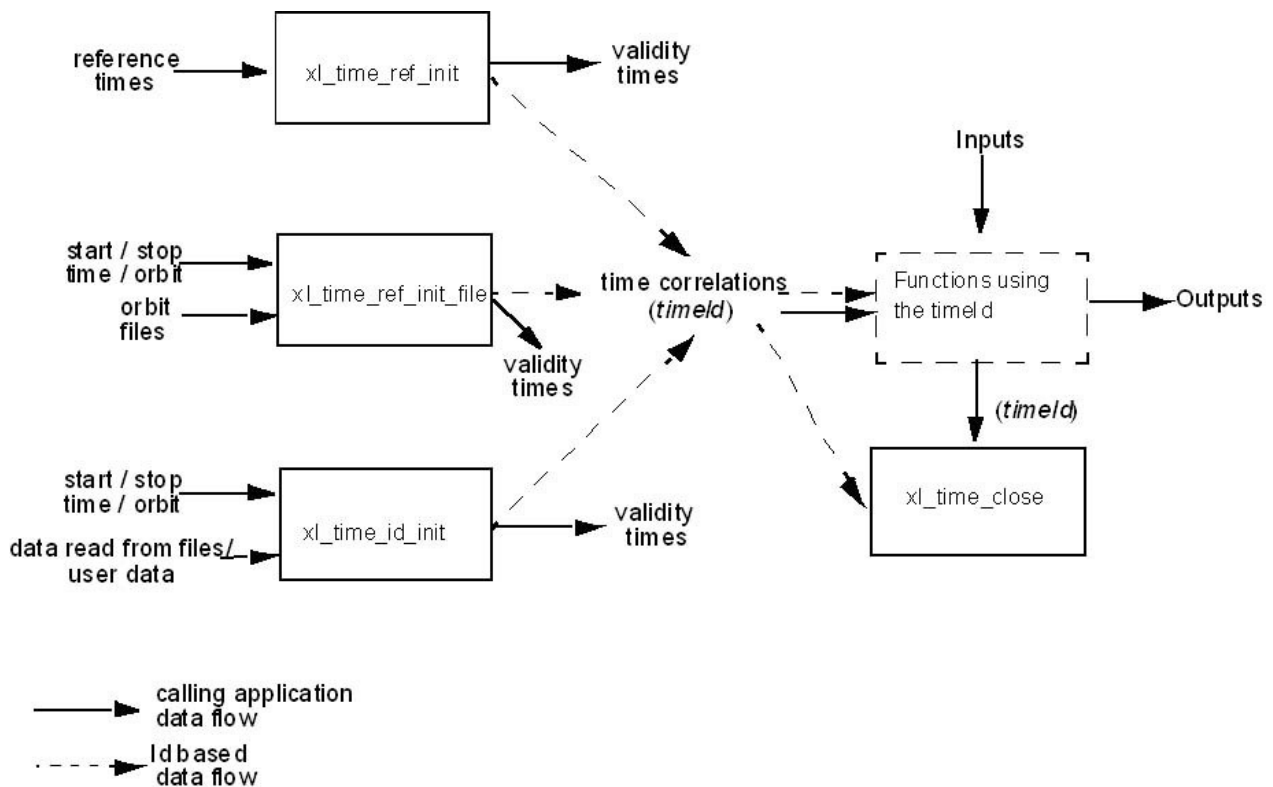 reference
times
xl_time_ref_init
validity
times
Inputs
start / stop
time / orbit
orbit
files
xl_time_ref_init_file
validity
times
time correlations
(timeId)
Functions using
the timeId
Outputs
(timeId)
start / stop
time / orbit
data read from files/
user data
xl_time_id_init
validity
times
xl_time_close
calling application
data flow
Id based
data flow